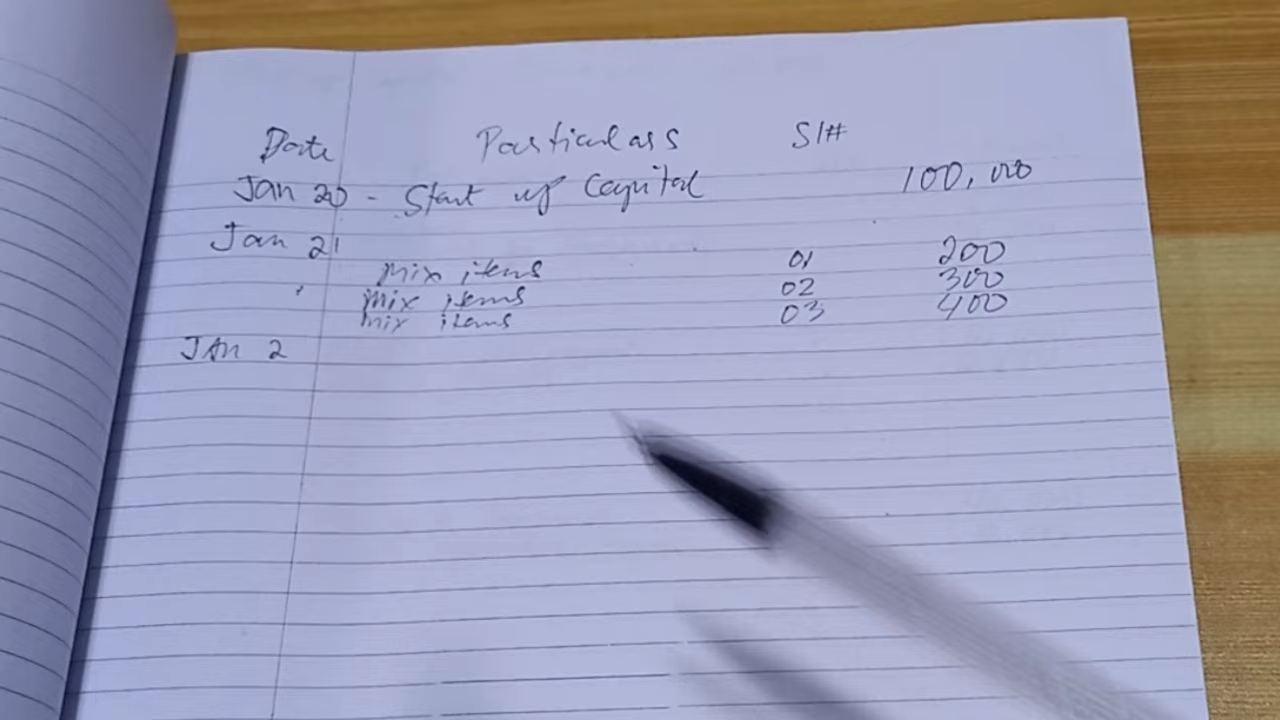 Date Particulars SI#
Jan 20 - Start up Capital 100,000
Jan 21
mix items 01 200
mix items 02 300
mix items 03 400
JAn 2